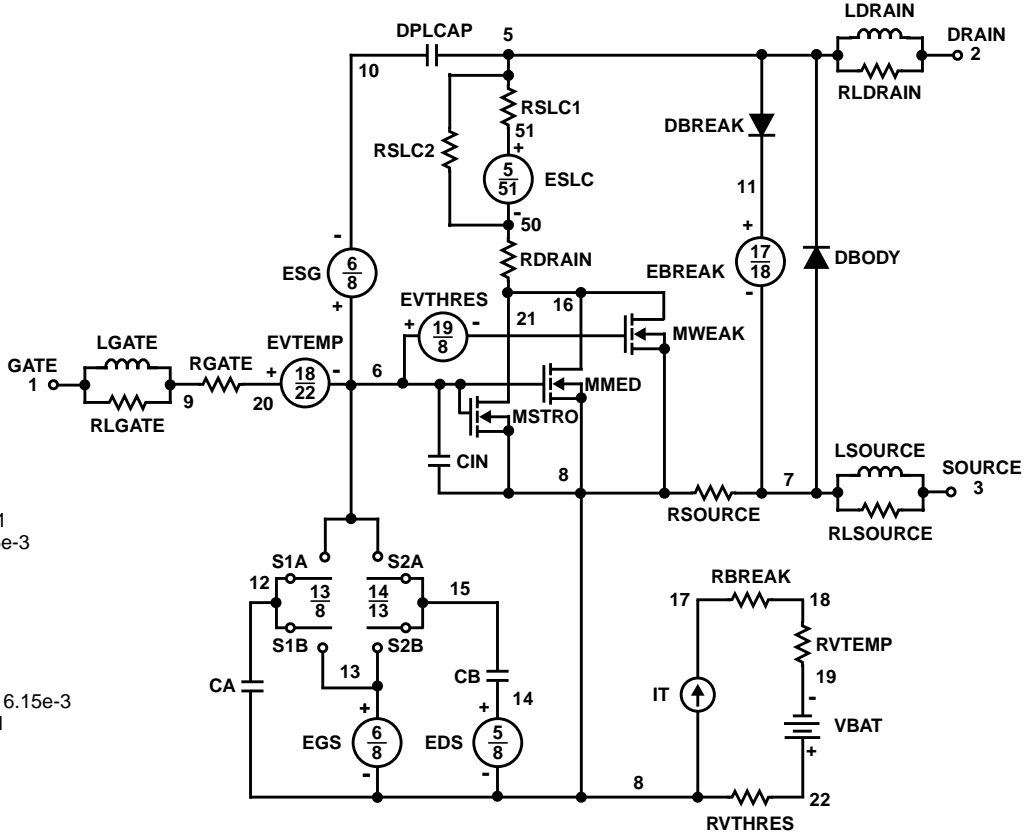 LDRAIN
DPLCAP 5 DRAIN
10 2
RSLC1 RLDRAIN
51 DBREAK
RSLC2 +
5
51 ESLC
11
-
50
- + 17
18
RDRAIN EBREAK DBODY
ESG 6
8
-
EVTHRES 16
+ 21
+ 19
8 - MWEAK
LGATE EVTEMP
GATE RGATE + 18
22 - 6
1 MMED
9 20 MSTRO
RLGATE LSOURCE
CIN 8 7 SOURCE
3
RSOURCE
RLSOURCE
1
e-3
S1A S2A
12 13
8 14
13 15
RBREAK
17 18
S1B S2B RVTEMP
13 CB 19
CA 14 IT -
6.15e-3
+ + VBAT
EGS 6
8 EDS 5
8 +
- - 8 22
RVTHRES